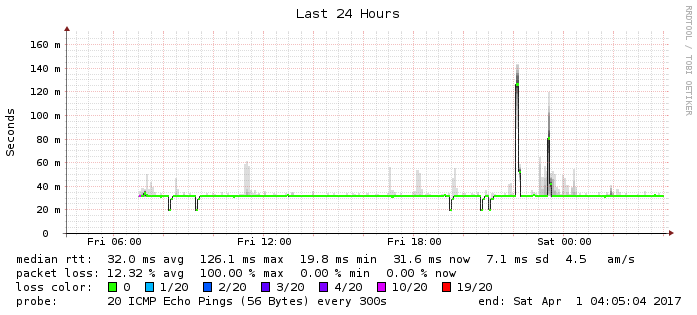 Last 24 Hours
RRDTOOL / TOBI OETIKER
Seconds
160 m
140 m
120 m
100 m
80 m
60 m
40 m
20 m
0
Fri 06:00 Fri 12:00 Fri 18:00 Sat 00:00
median rtt: 32.0 ms avg 126.1 ms max 19.8 ms min 31.6 ms now 7.1 ms sd 4.5 am/s
packet loss: 12.32 % avg 100.00 % max 0.00 % min 0.00 % now
loss color: 0 1/20 2/20 3/20 4/20 10/20 19/20
probe: 20 ICMP Echo Pings (56 Bytes) every 300s end: Sat Apr 1 04:05:04 2017